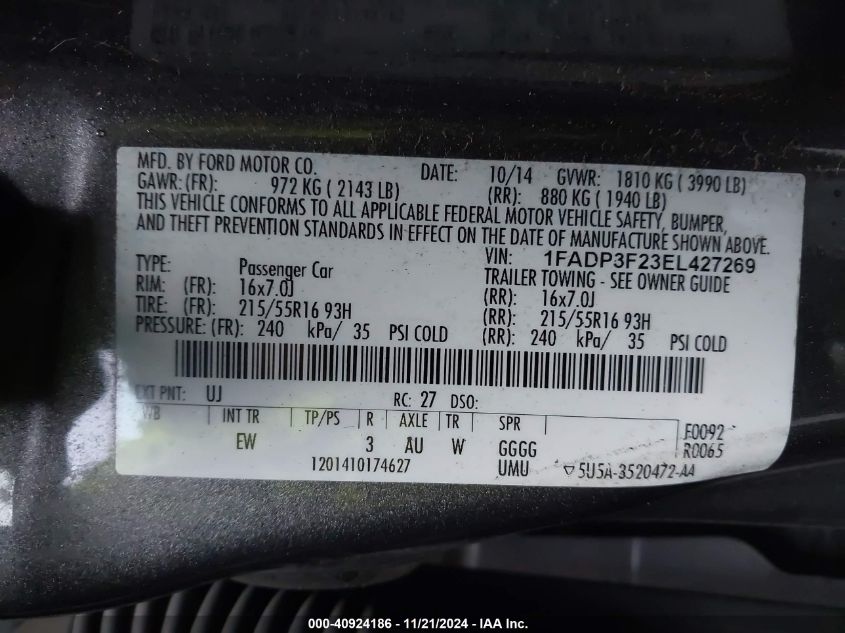 MFD. BY FORD MOTOR CO. DATE: 10/14 GVWR: 1810 KG ( 3990 LB)
GAWR: (FR): 972 KG ( 2143 LB) (RR): 880 KG ( 1940 LB)
THIS VEHICLE CONFORMS TO ALL APPLICABLE FEDERAL MOTOR VEHICLE SAFETY, BUMPER,
AND THEFT PREVENTION STANDARDS IN EFFECT ON THE DATE OF MANUFACTURE SHOWN ABOVE.
VIN: 1FADP3F23EL427269
TYPE: Passenger Car TRAILER TOWING - SEE OWNER GUIDE
RIM: (FR): 16x7.0J (RR): 16x7.0J
TIRE: (FR): 215/55R16 93H (RR): 215/55R16 93H
PRESSURE: (FR): 240 kPa/ 35 PSI COLD (RR): 240 kPa/ 35 PSI COLD
EXT PNT: UJ RC: 27 DSO:
WB INT TR TP/PS R AXLE TR SPR F0092
EW 3 AU W GGGG R0065
1201410174627 UMU 5U5A-3520472-AA
000-40924186 - 11/21/2024 - IAA Inc.